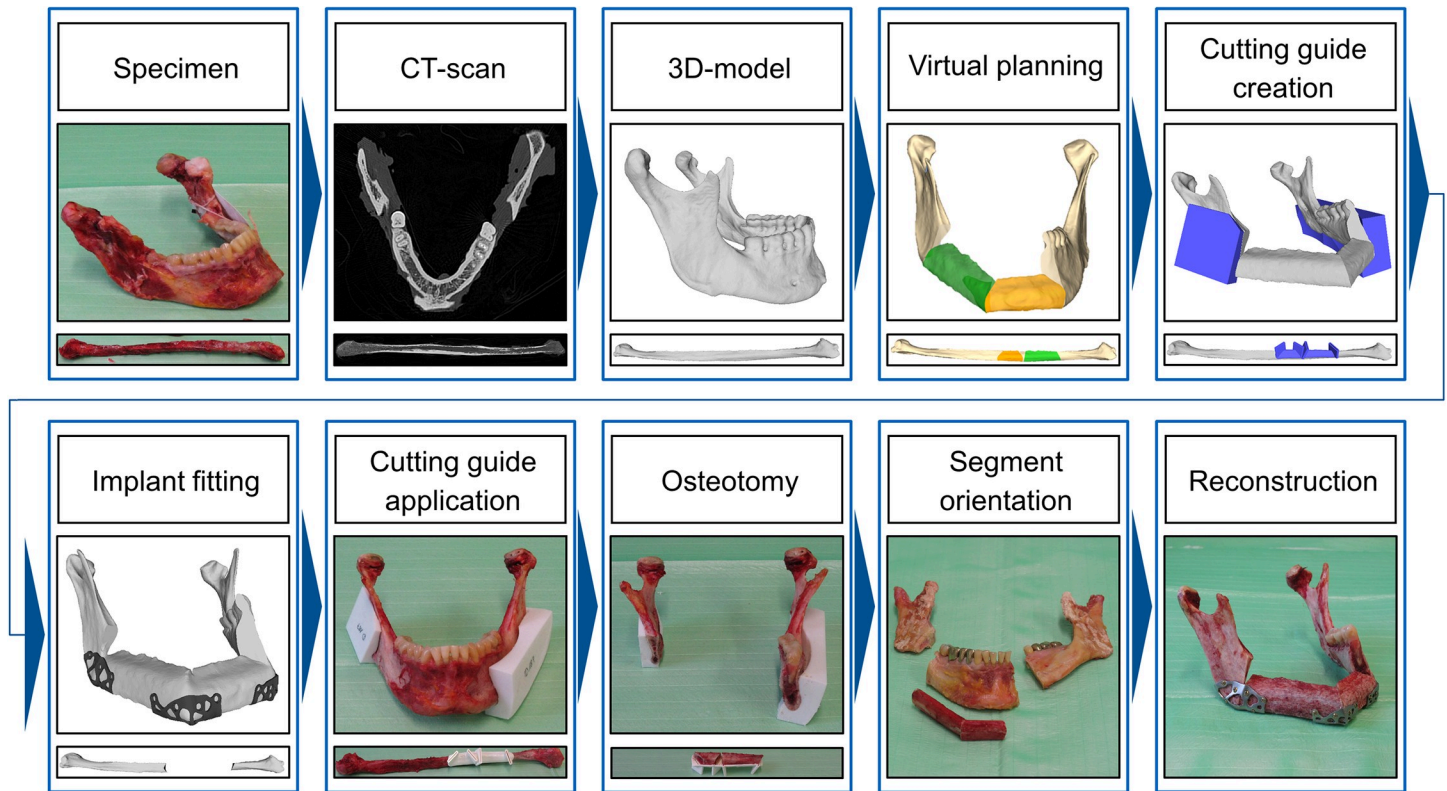 Specimen
CT-scan
3D-model
Virtual planning
Cutting guide
creation
Implant fitting
Cutting guide
application
Osteotomy
Segment
orientation
Reconstruction